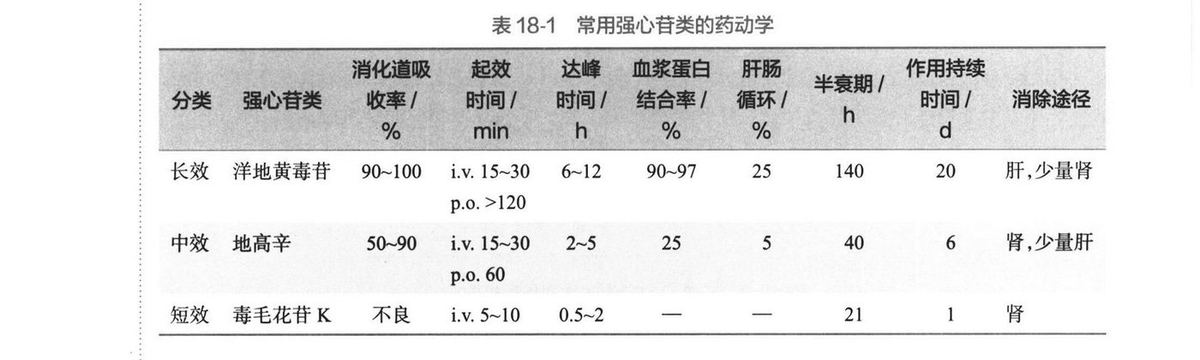 表 18-1 常用强心苷类的药动学
分类 强心苷类 消化道吸收率 / % 起效时间 / min 达峰时间 / h 血浆蛋白结合率 / % 肝肠循环 / % 半衰期 / h 作用持续时间 / d 消除途径
长效 洋地黄毒苷 90~100 i.v. 15~30 6~12 90~97 25 140 20 肝,少量肾
p.o. >120
中效 地高辛 50~90 i.v. 15~30 2~5 25 5 40 6 肾,少量肝
p.o. 60
短效 毒毛花苷 K 不良 i.v. 5~10 0.5~2 — — 21 1 肾